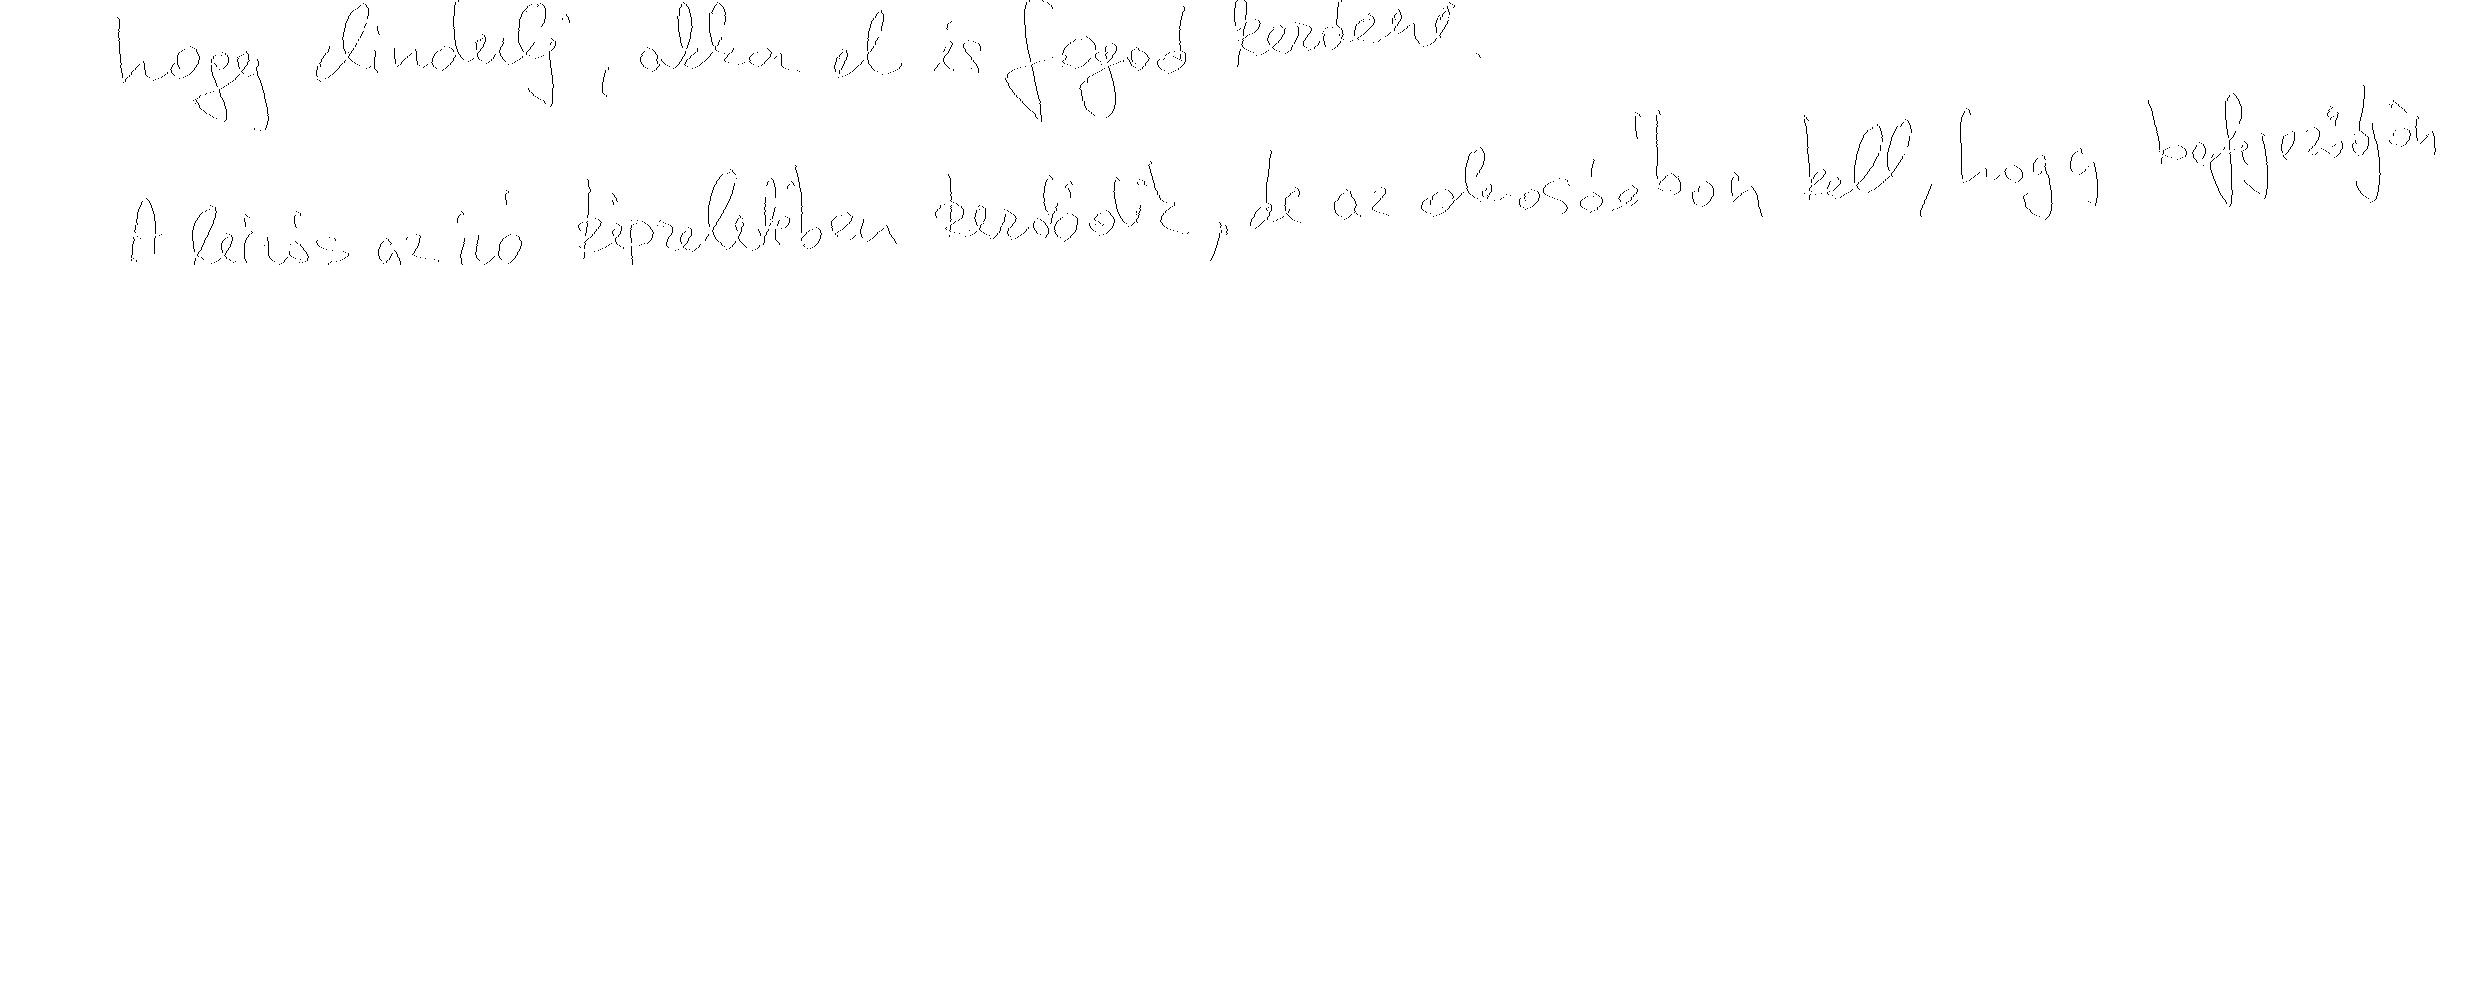 hogy elindulj, akkor el is fogod kezdeni.
A leírás az író képzeletében kezdődik, de az olvasóéban kell, hogy befejeződjön